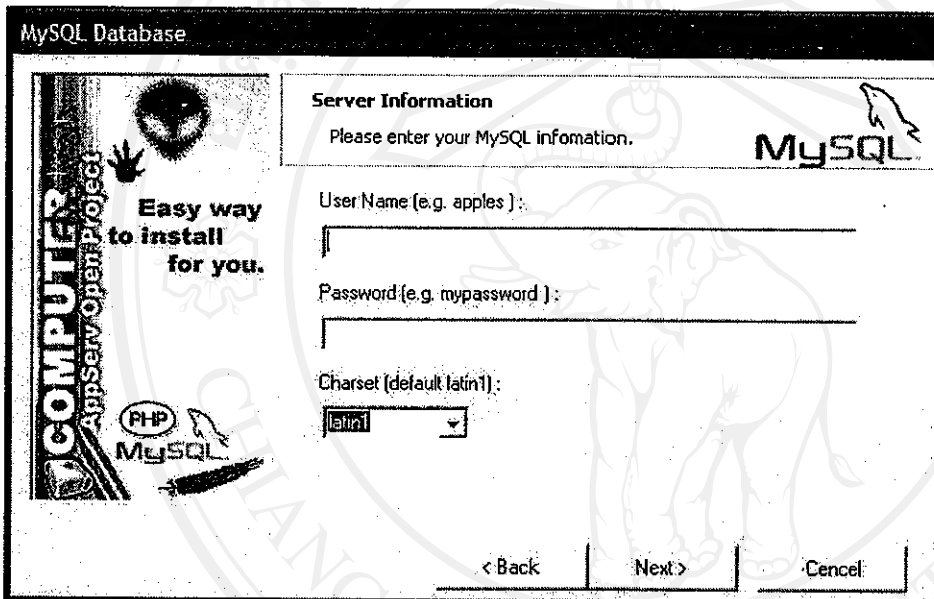 MySQL Database
Server Information
Please enter your MySQL infomation.
MySQL
COMPUTER
AppServ Open Project
Easy way
to install
for you.
PHP
MySQL
User Name (e.g. apples ) :
Password (e.g. mypassword ) :
Charset (default latin1) :
latin1
< Back
Next >
Cencel
CHIANG